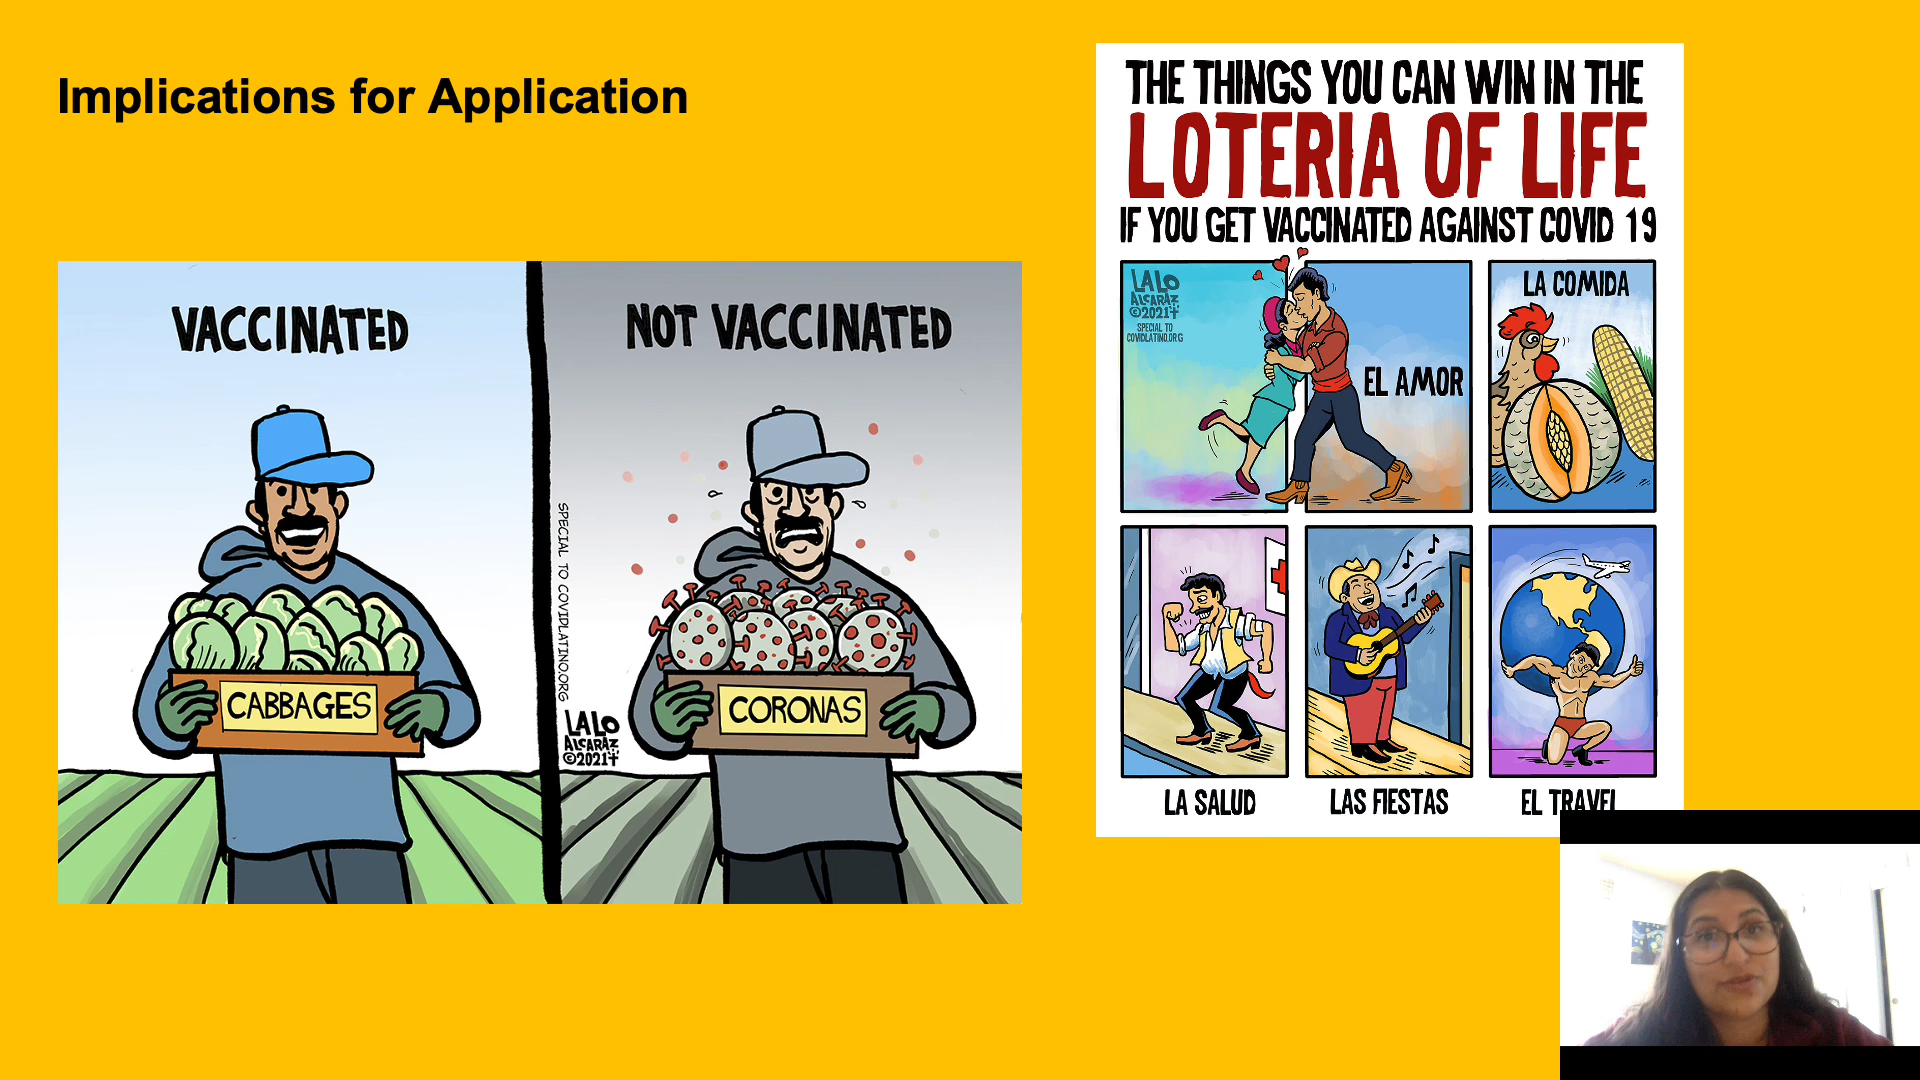 Implications for Application
VACCINATED
NOT VACCINATED
CABBAGES
CORONAS
SPECIAL TO COVIDLATINO.ORG
LALO
ALCARAZ
©2021
THE THINGS YOU CAN WIN IN THE
LOTERIA OF LIFE
IF YOU GET VACCINATED AGAINST COVID 19
LALO
ALCARAZ
©2021
SPECIAL TO
COVIDLATINO.ORG
EL AMOR
LA COMIDA
LA SALUD
LAS FIESTAS
EL TRAVEL